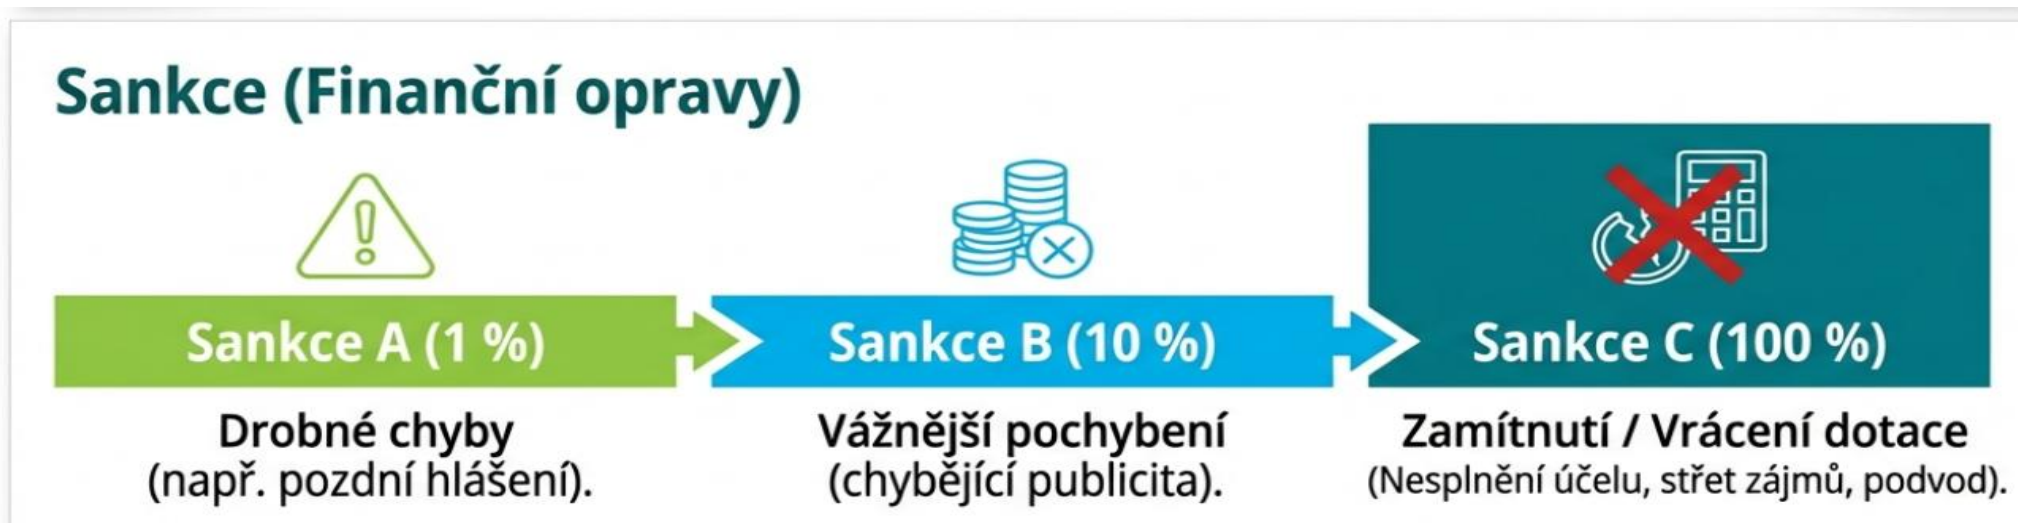 Sankce (Finanční opravy)
Sankce A (1 %)
Drobné chyby
(např. pozdní hlášení).
Sankce B (10 %)
Vážnější pochybení
(chybějící publicita).
Sankce C (100 %)
Zamítnutí / Vrácení dotace
(Nesplnění účelu, střet zájmů, podvod).